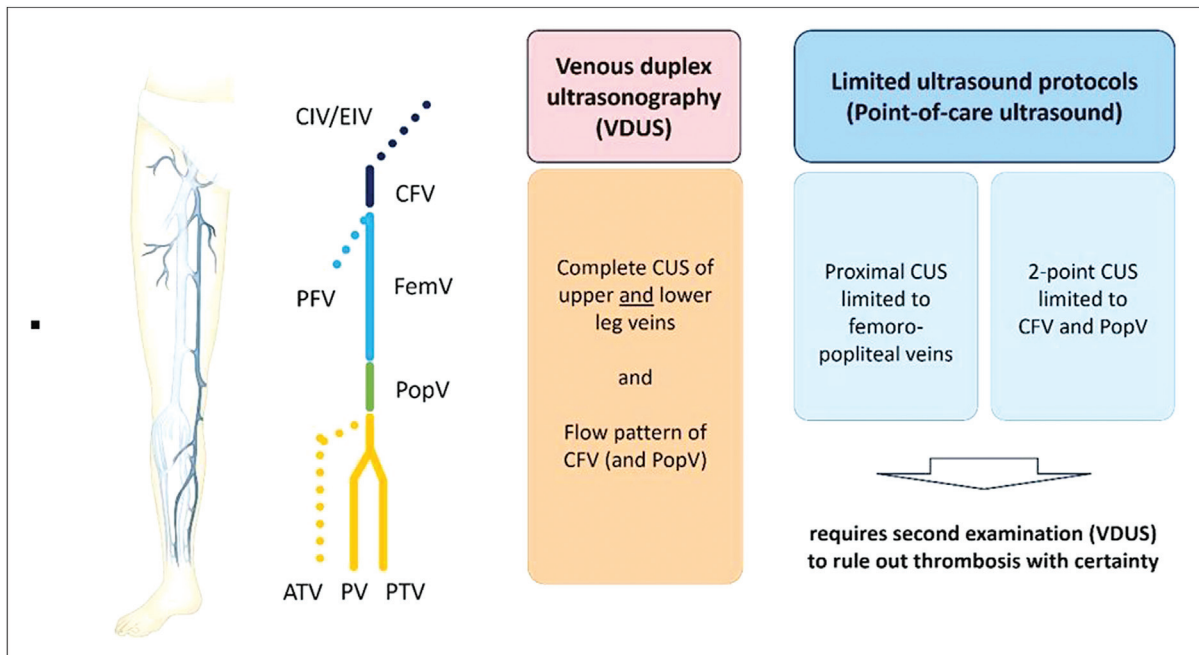 CIV/EIV
CFV
PFV
FemV
PopV
ATV
PV
PTV
Venous duplex
ultrasonography
(VDUS)
Complete CUS of
upper and lower
leg veins
and
Flow pattern of
CFV (and PopV)
Limited ultrasound protocols
(Point-of-care ultrasound)
Proximal CUS
limited to
femoro-
popliteal veins
2-point CUS
limited to
CFV and PopV
requires second examination (VDUS)
to rule out thrombosis with certainty